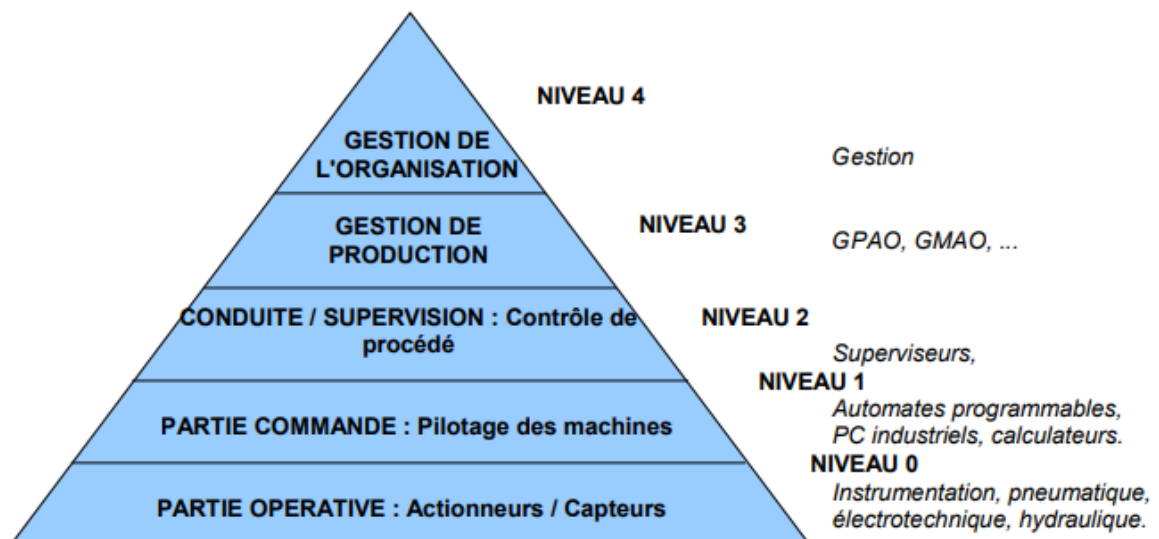 NIVEAU 4
GESTION DE
L'ORGANISATION
Gestion
GESTION DE
PRODUCTION
NIVEAU 3
GPAO, GMAO, ...
CONDUITE / SUPERVISION : Contrôle de
procédé
NIVEAU 2
Superviseurs,
NIVEAU 1
PARTIE COMMANDE : Pilotage des machines
Automates programmables,
PC industriels, calculateurs.
NIVEAU 0
PARTIE OPERATIVE : Actionneurs / Capteurs
Instrumentation, pneumatique,
électrotechnique, hydraulique.